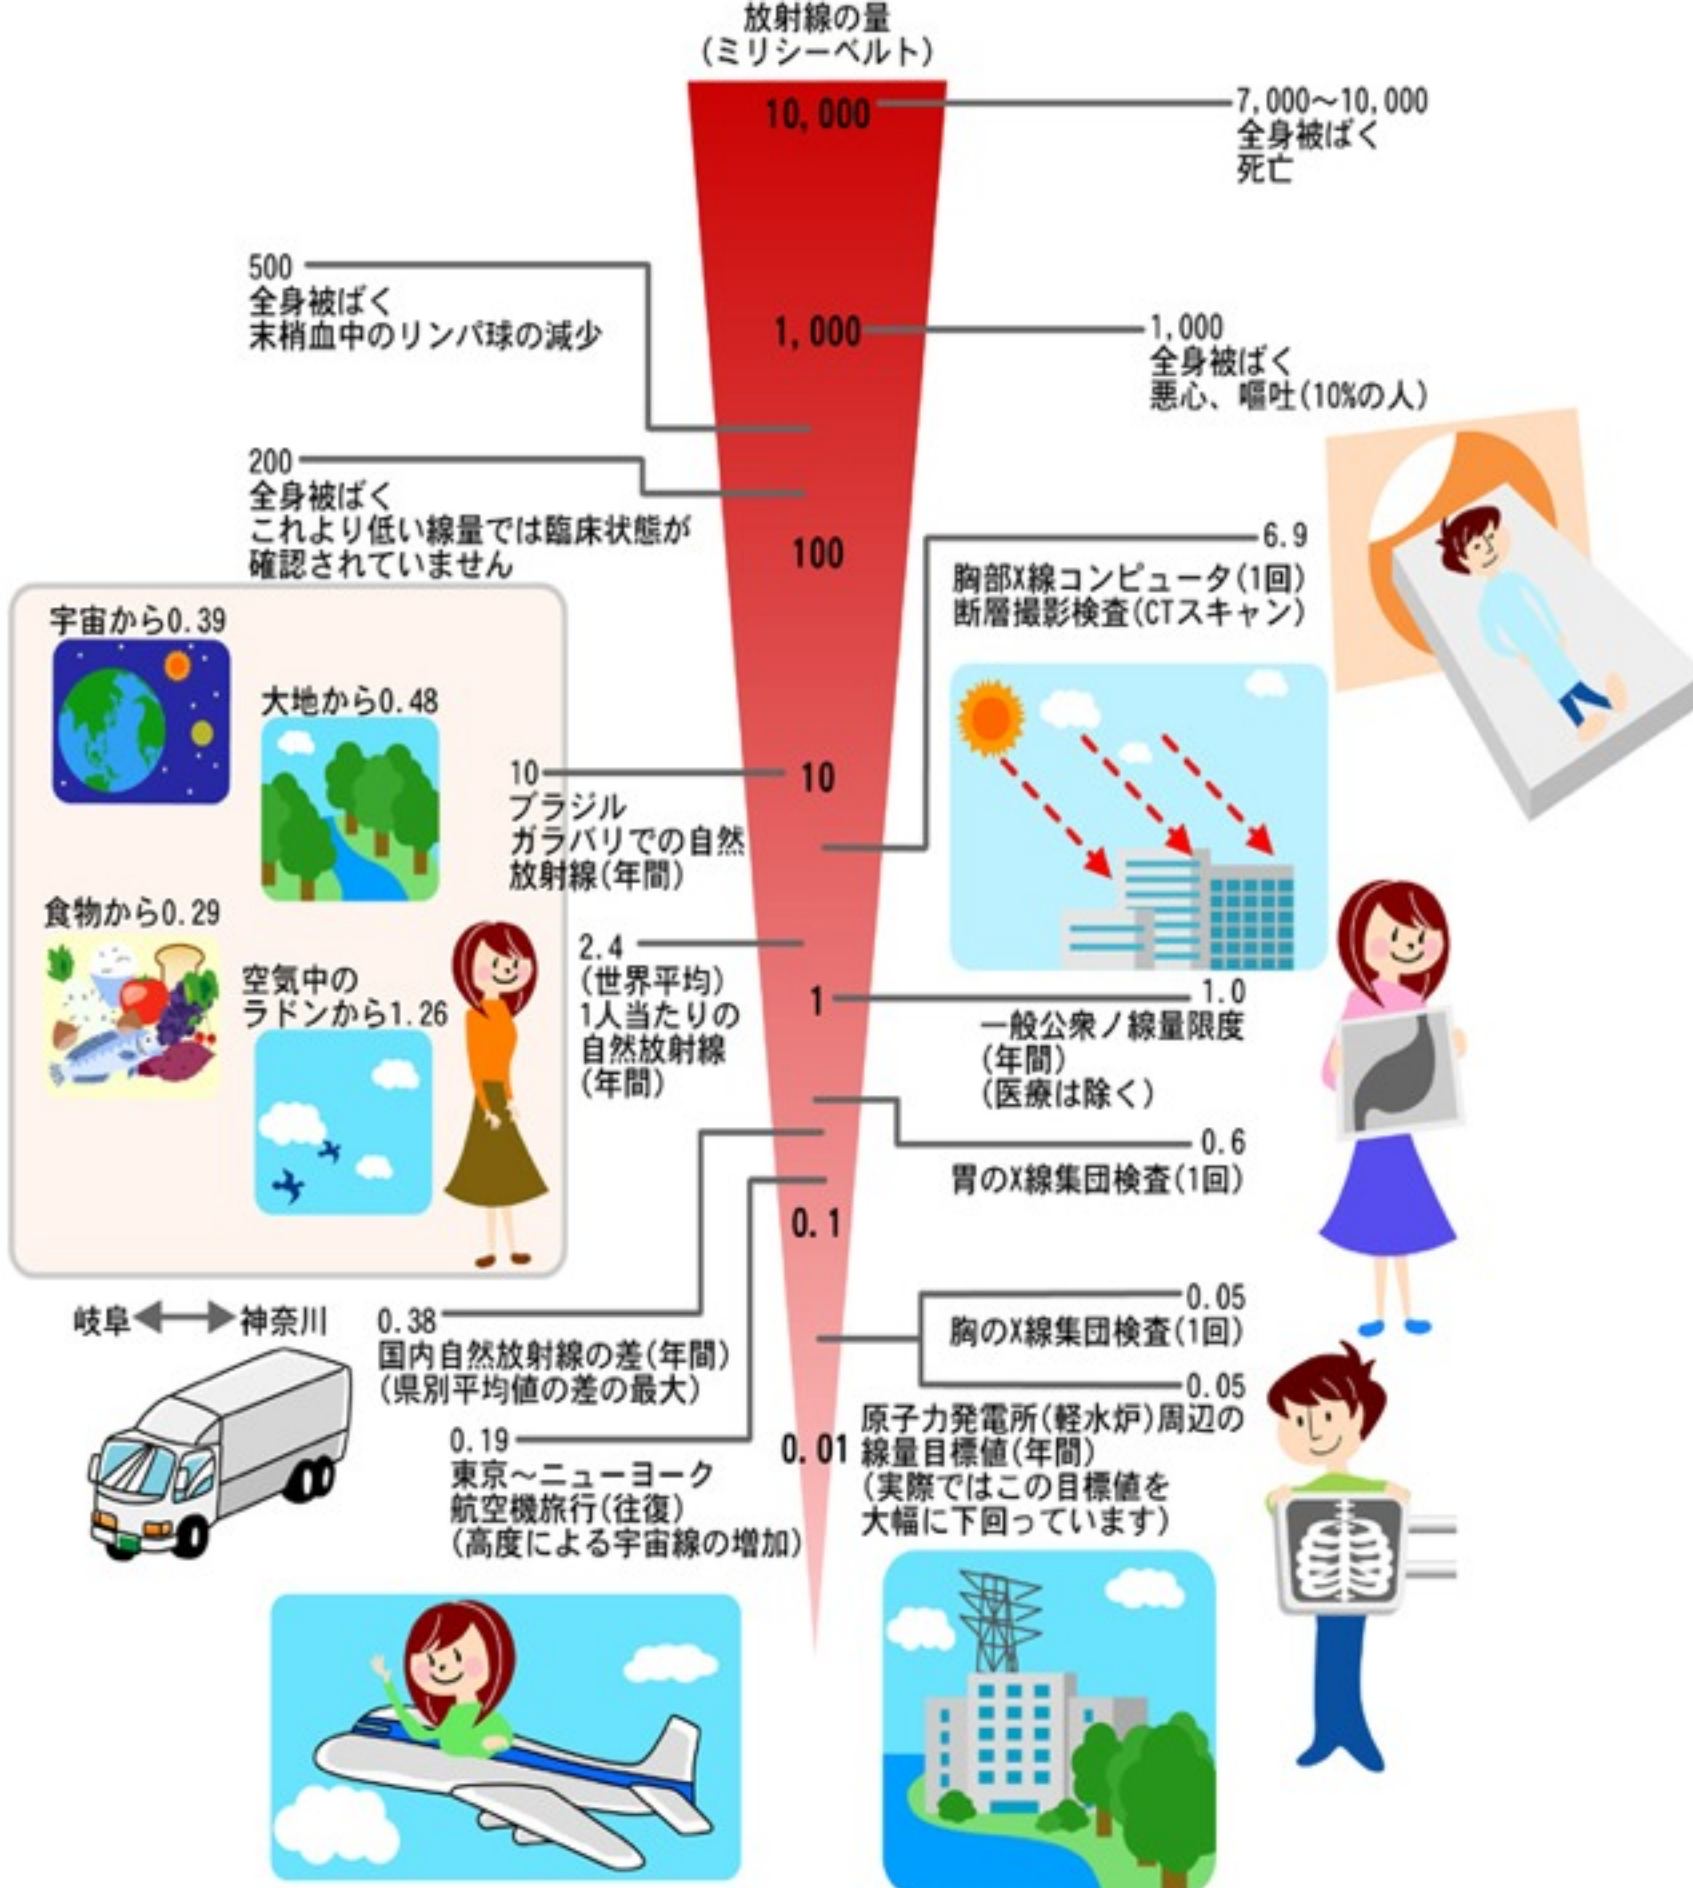 放射線の量
(ミリシーベルト)
10,000
7,000～10,000
全身被ばく
死亡
500
全身被ばく
末梢血中のリンパ球の減少
1,000
1,000
全身被ばく
悪心、嘔吐(10%の人)
200
全身被ばく
これより低い線量では臨床状態が
確認されていません
100
6.9
胸部X線コンピュータ(1回)
断層撮影検査(CTスキャン)
宇宙から0.39
大地から0.48
食物から0.29
空気中の
ラドンから1.26
10
ブラジル
ガラバリでの自然
放射線(年間)
10
2.4
(世界平均)
1人当たりの
自然放射線
(年間)
1
1.0
一般公衆ノ線量限度
(年間)
(医療は除く)
0.6
胃のX線集団検査(1回)
0.1
岐阜
神奈川
0.38
国内自然放射線の差(年間)
(県別平均値の差の最大)
0.05
胸のX線集団検査(1回)
0.05
原子力発電所(軽水炉)周辺の
線量目標値(年間)
(実際ではこの目標値を
大幅に下回っています)
0.19
東京～ニューヨーク
航空機旅行(往復)
(高度による宇宙線の増加)
0.01